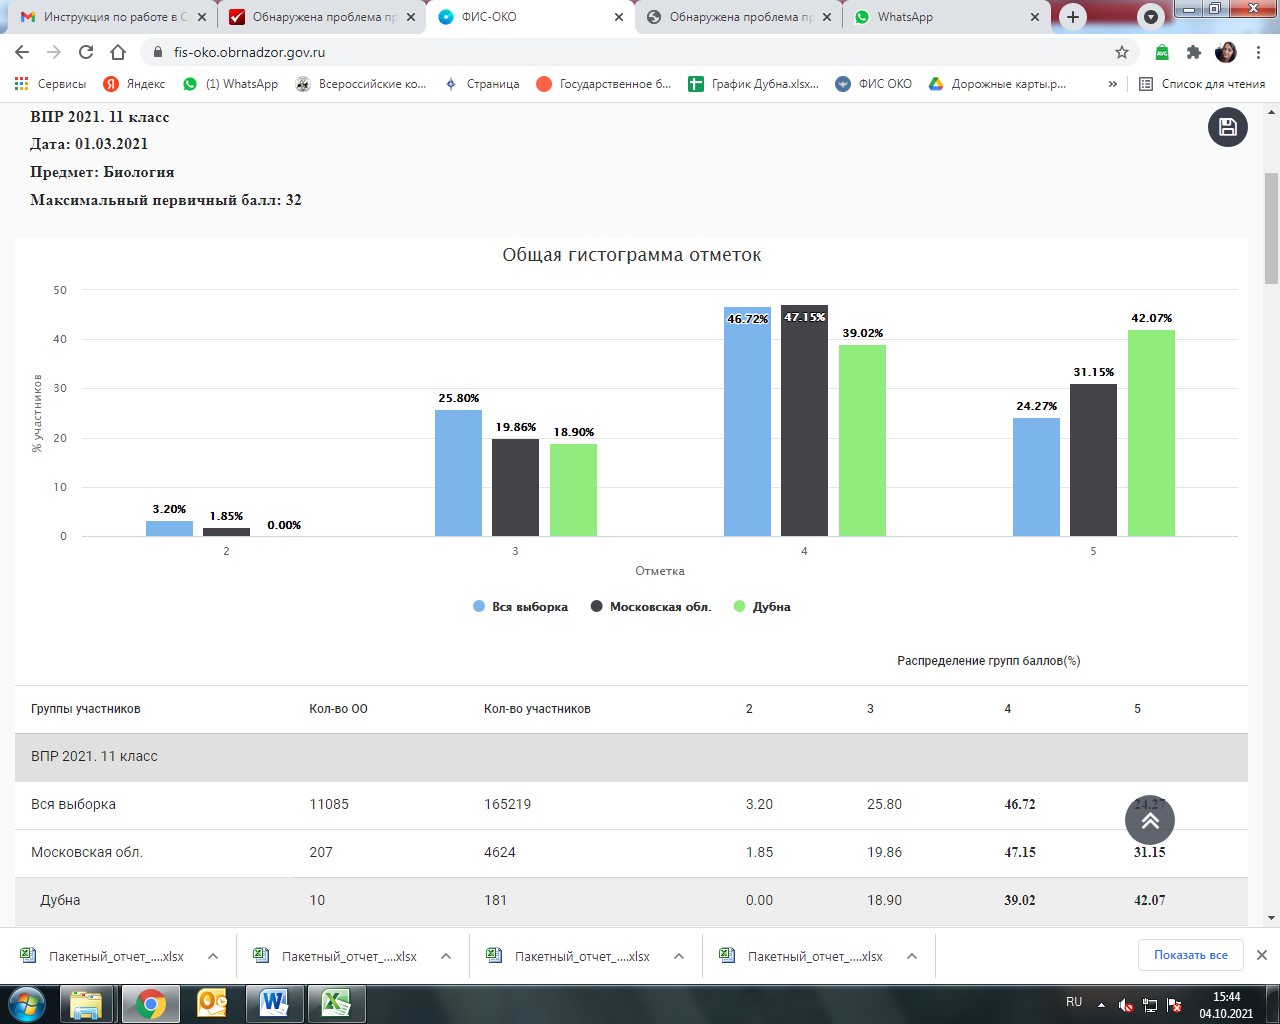 Инструкция по работе в С
Обнаружена проблема пр
ФИС-ОКО
Обнаружена проблема пр
WhatsApp
fis-oko.obrnadzor.gov.ru
Сервисы
Яндекс
(1) WhatsApp
Всероссийские ко...
Страница
Государственное б...
График Дубна.xlsx...
ФИС ОКО
Дорожные карты.р...
»
Список для чтения
ВПР 2021. 11 класс
Дата: 01.03.2021
Предмет: Биология
Максимальный первичный балл: 32
Общая гистограмма отметок
% участников
50
40
30
20
10
0
3.20%
1.85%
0.00%
25.80%
19.86%
18.90%
46.72%
47.15%
39.02%
24.27%
31.15%
42.07%
2 3 4 5
Отметка
Вся выборка Московская обл. Дубна
Распределение групп баллов(%)
Группы участников Кол-во ОО Кол-во участников 2 3 4 5
ВПР 2021. 11 класс
Вся выборка 11085 165219 3.20 25.80 46.72 24.27
Московская обл. 207 4624 1.85 19.86 47.15 31.15
Дубна 10 181 0.00 18.90 39.02 42.07
Пакетный_отчет_....xlsx
Пакетный_отчет_....xlsx
Пакетный_отчет_....xlsx
Пакетный_отчет_....xlsx
Показать все
RU
15:44
04.10.2021